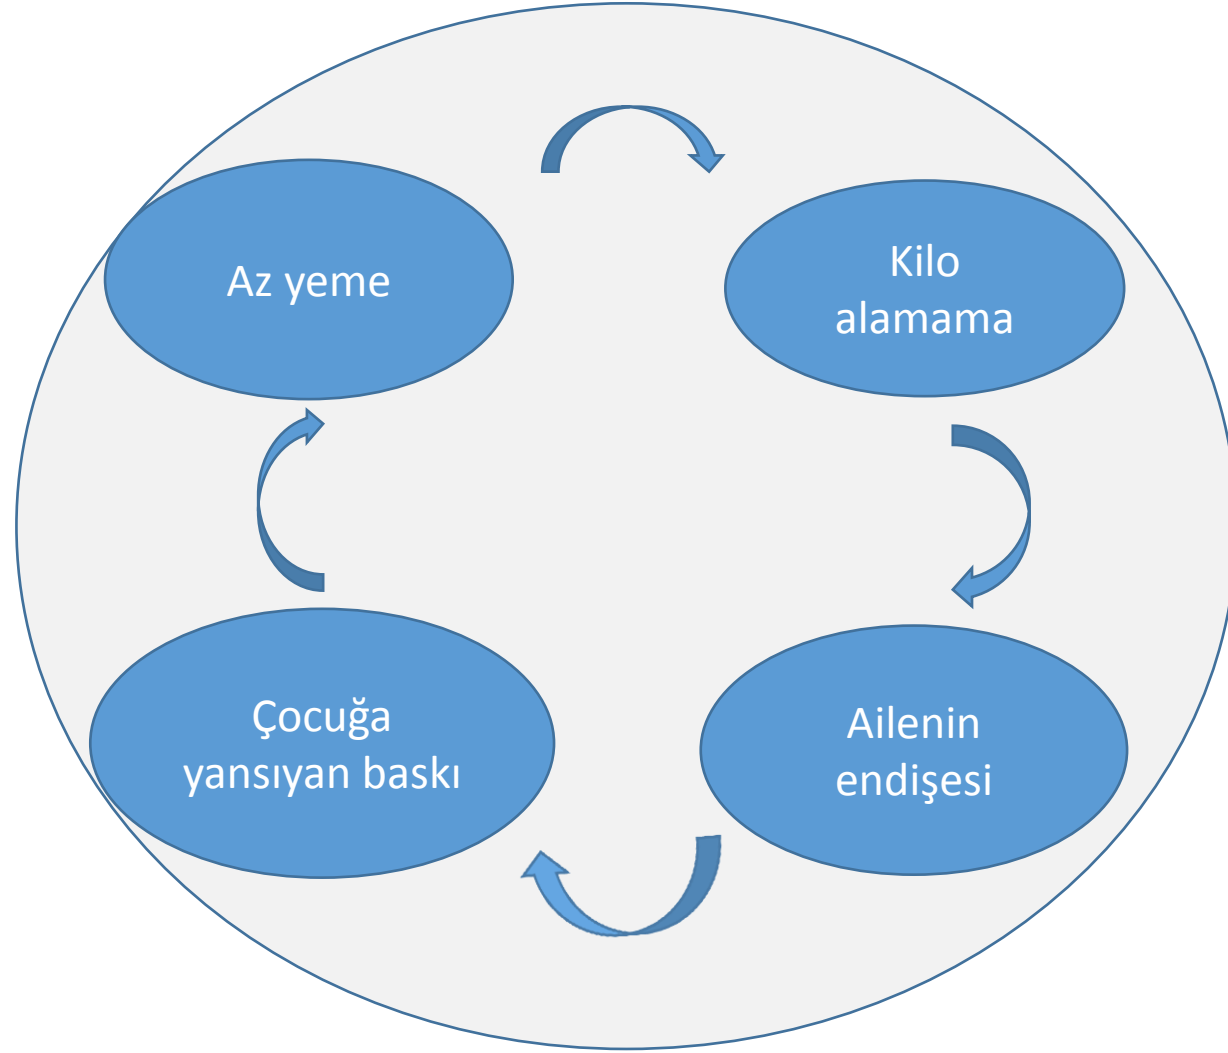 Az yeme
Kilo
alamama
Çocuğa
yansıyan baskı
Ailenin
endişesi